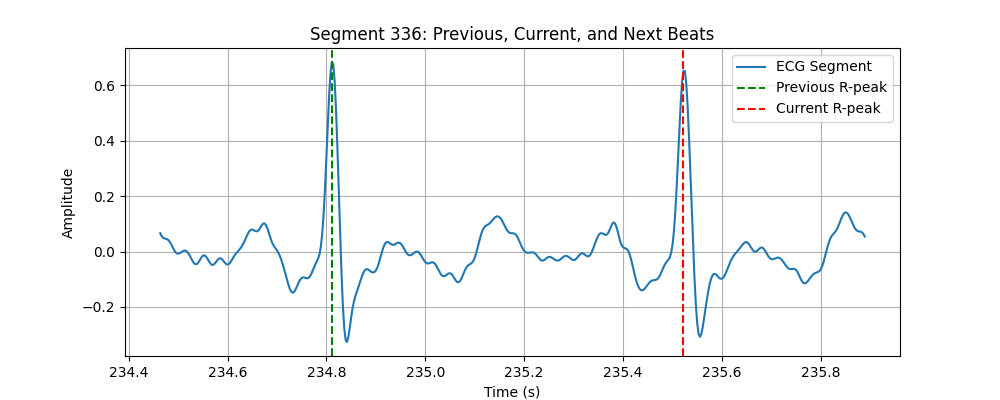 Segment 336: Previous, Current, and Next Beats
ECG Segment
Previous R-peak
Current R-peak
Amplitude
0.6
0.4
0.2
0.0
−0.2
234.4 234.6 234.8 235.0 235.2 235.4 235.6 235.8
Time (s)